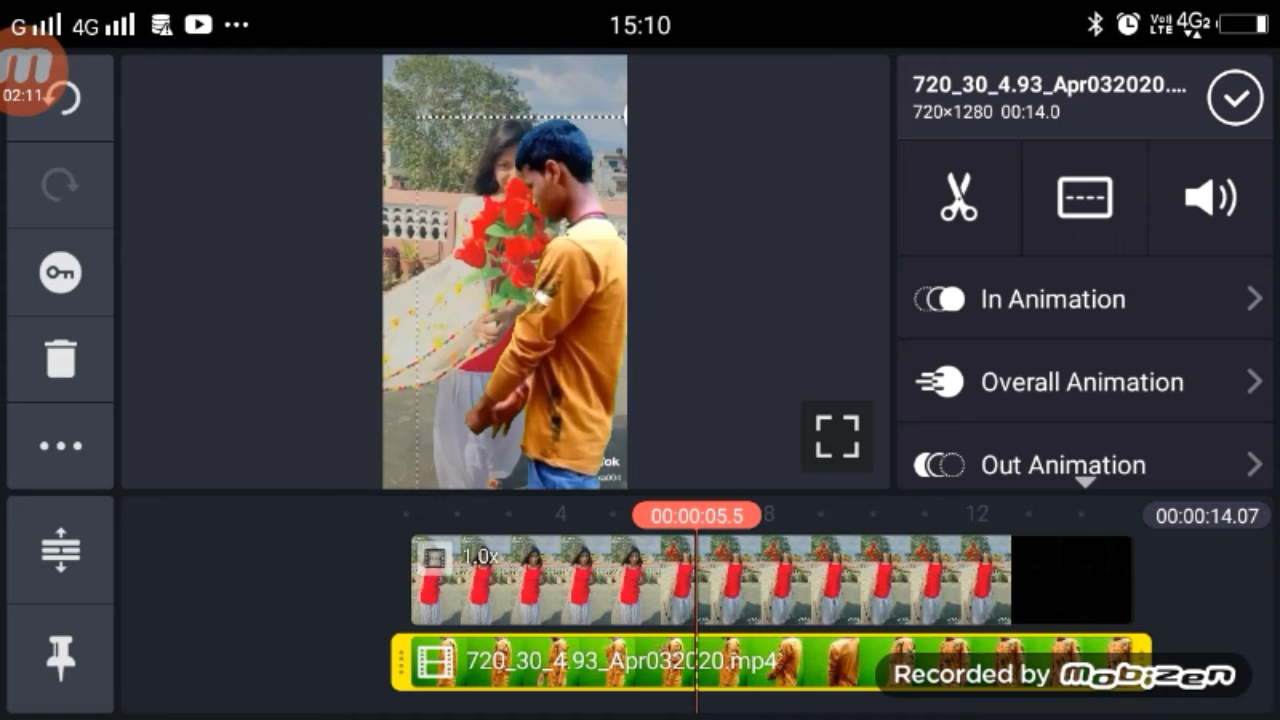 G 4G 15:10 Vo)) LTE 4G2
m
02:11
720_30_4.93_Apr032020....
720×1280 00:14.0
In Animation
Overall Animation
Out Animation
4 00:00:05.5 8 12 00:00:14.07
1.0x
720_30_4.93_Apr032020.mp4
Recorded by Mobizen